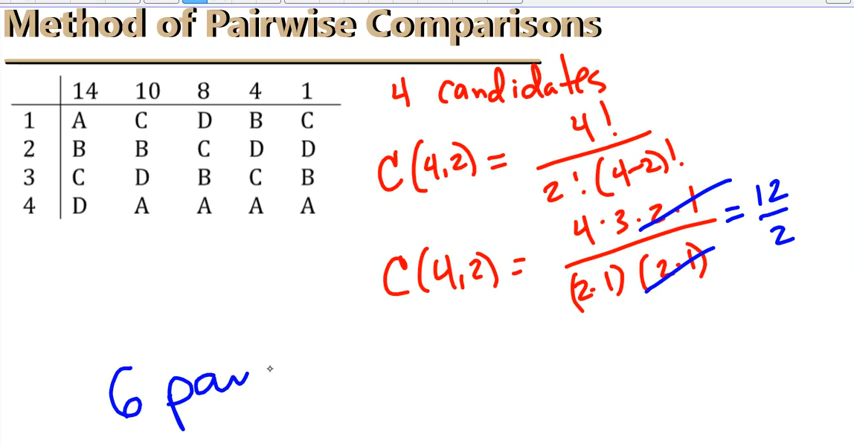 Method of Pairwise Comparisons
14 10 8 4 1
1 A C D B C
2 B B C D D
3 C D B C B
4 D A A A A
4 candidates
C(4,2) = 4! / 2!(4-2)!
C(4,2) = 4·3·2·1 / (2·1)(2·1) = 12/2
6 pai